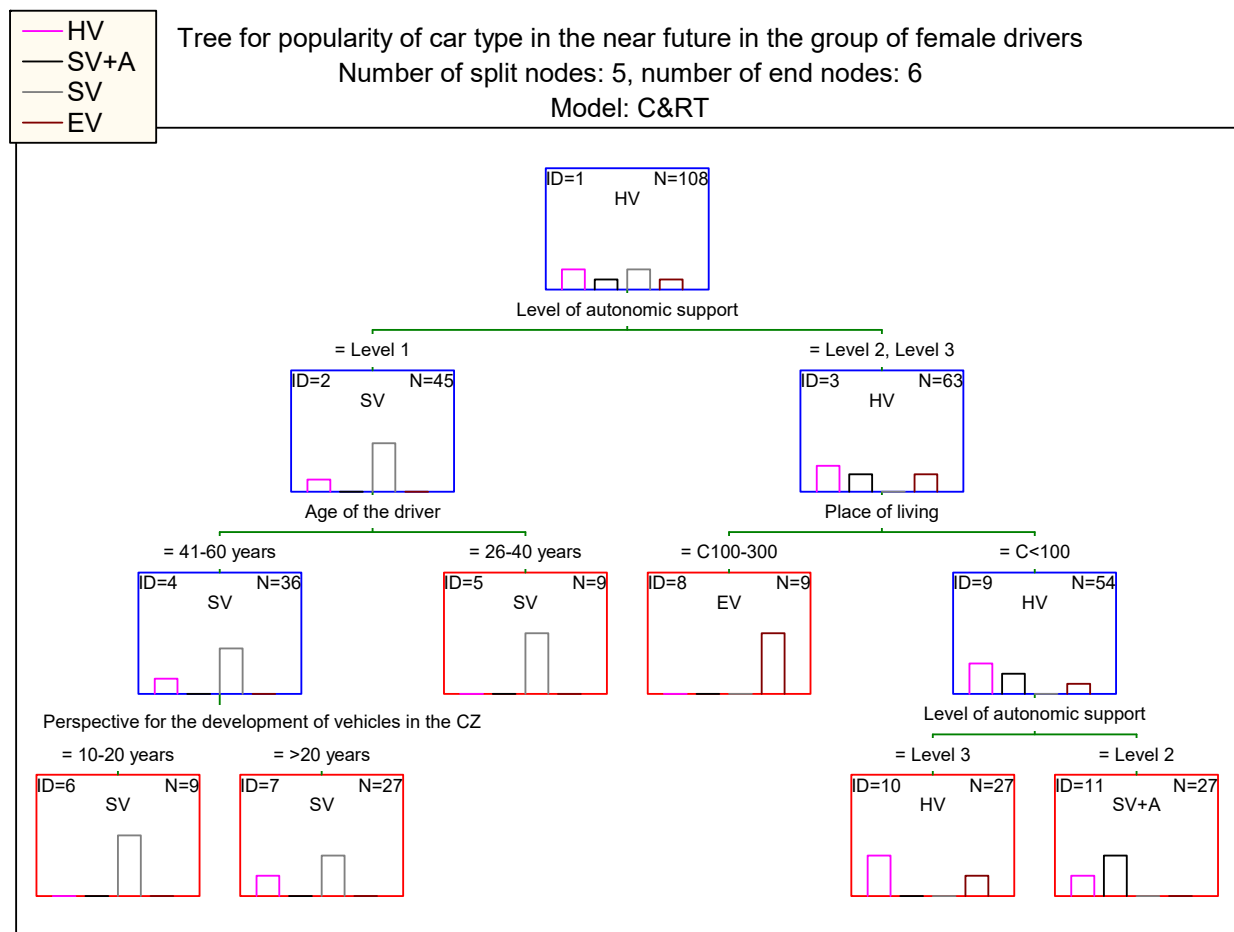 HV
SV+A
SV
EV
Tree for popularity of car type in the near future in the group of female drivers
Number of split nodes: 5, number of end nodes: 6
Model: C&RT
ID=1 N=108
HV
Level of autonomic support
= Level 1 = Level 2, Level 3
ID=2 N=45 ID=3 N=63
SV HV
Age of the driver Place of living
= 41-60 years = 26-40 years = C100-300 = C<100
ID=4 N=36 ID=5 N=9 ID=8 N=9 ID=9 N=54
SV SV EV HV
Perspective for the development of vehicles in the CZ Level of autonomic support
= 10-20 years = >20 years = Level 3 = Level 2
ID=6 N=9 ID=7 N=27 ID=10 N=27 ID=11 N=27
SV SV HV SV+A